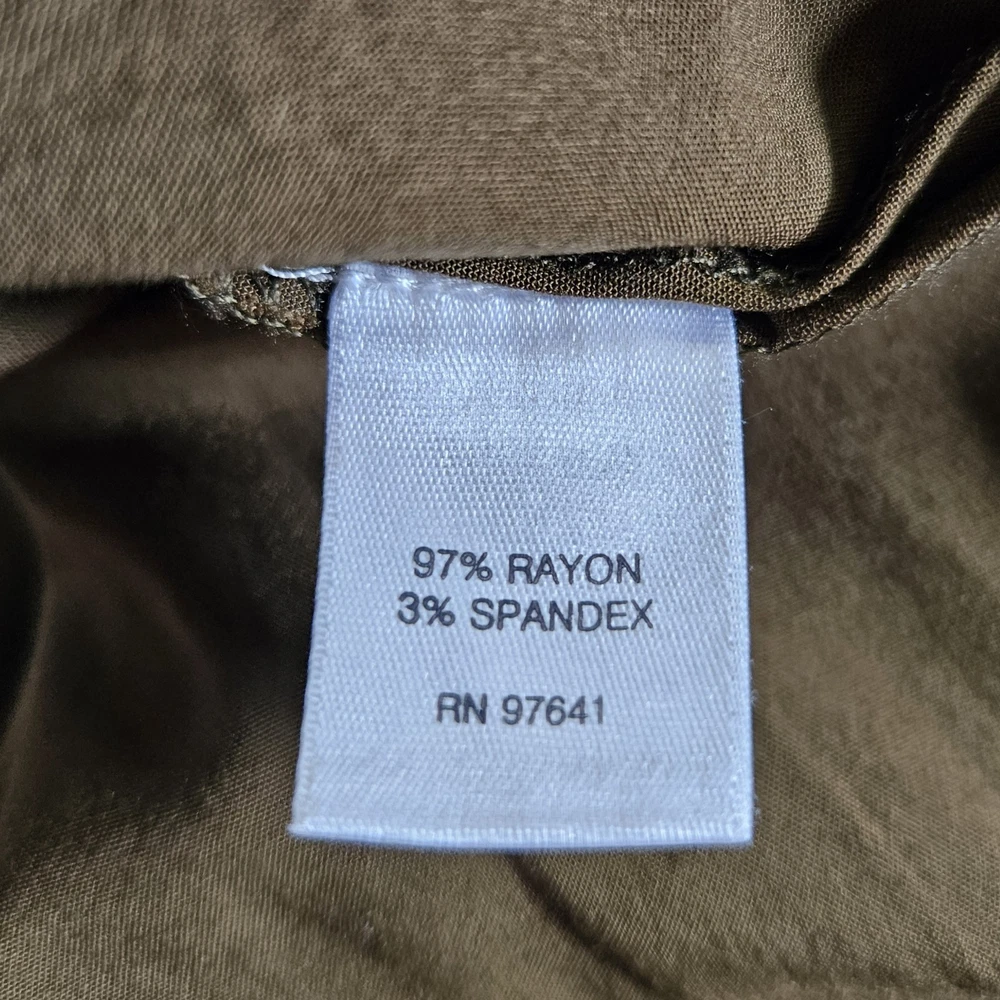 97% RAYON
3% SPANDEX
RN 97641